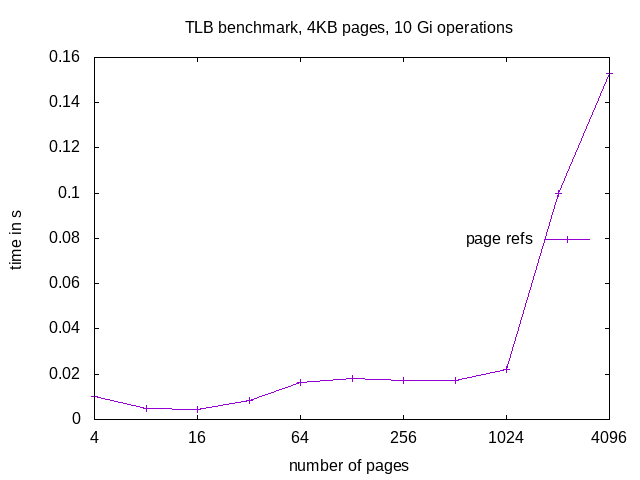 TLB benchmark, 4KB pages, 10 Gi operations
0.16
0.14
0.12
0.1
0.08
0.06
0.04
0.02
0
time in s
page refs
4 16 64 256 1024 4096
number of pages